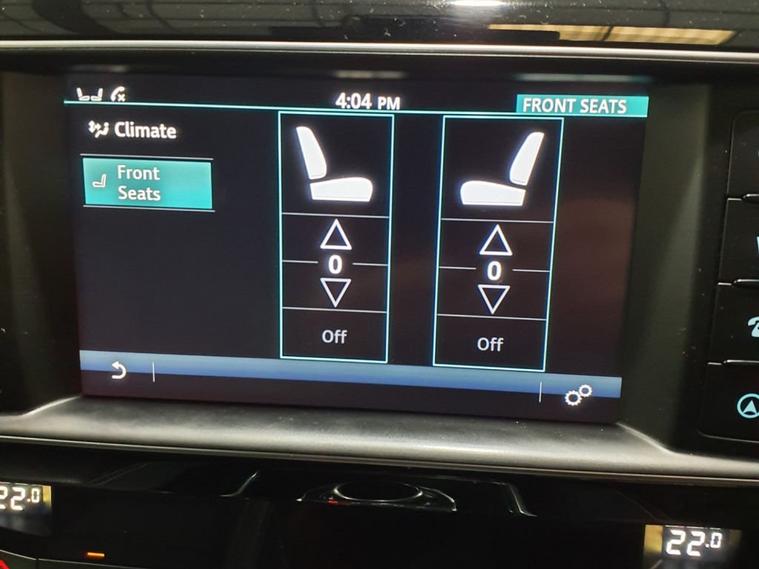 4:04 PM
FRONT SEATS
Climate
Front
Seats
0
0
Off
Off
22.0
22.0